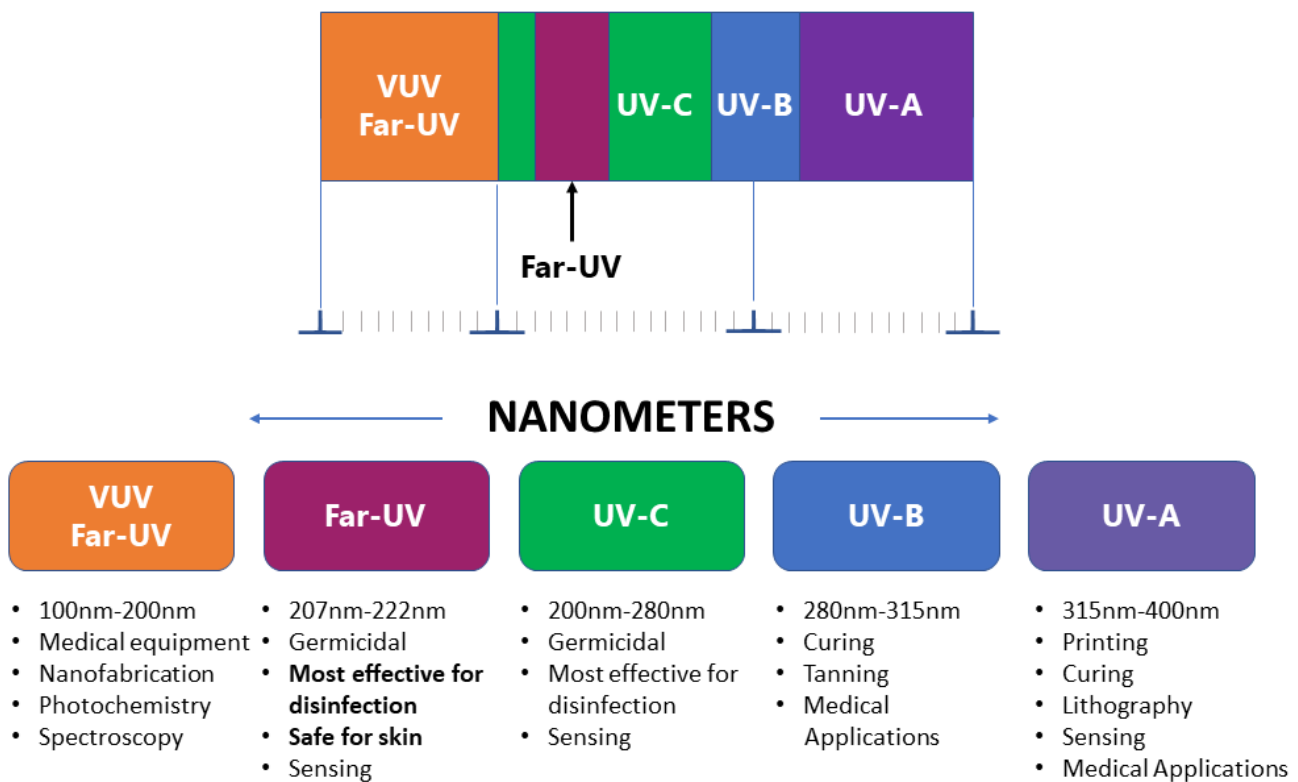 VUV
Far-UV
UV-C
UV-B
UV-A
Far-UV
NANOMETERS
VUV
Far-UV
Far-UV
UV-C
UV-B
UV-A
• 100nm-200nm
• Medical equipment
• Nanofabrication
• Photochemistry
• Spectroscopy
• 207nm-222nm
• Germicidal
• Most effective for
disinfection
• Safe for skin
• Sensing
• 200nm-280nm
• Germicidal
• Most effective for
disinfection
• Sensing
• 280nm-315nm
• Curing
• Tanning
• Medical
Applications
• 315nm-400nm
• Printing
• Curing
• Lithography
• Sensing
• Medical Applications